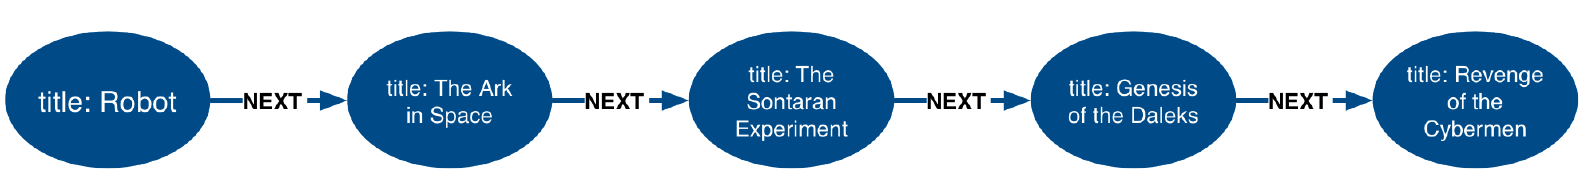 title: Robot
NEXT
title: The Ark
in Space
NEXT
title: The
Sontaran
Experiment
NEXT
title: Genesis
of the Daleks
NEXT
title: Revenge
of the
Cybermen